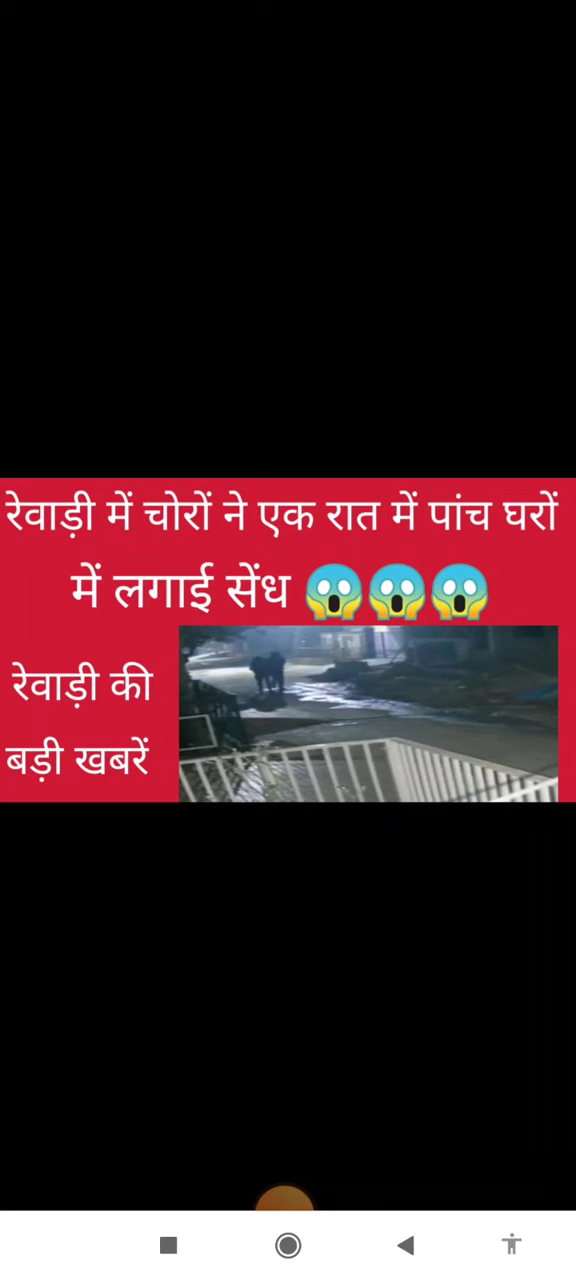 रेवाड़ी में चोरों ने एक रात में पांच घरों
में लगाई सेंध 😱😱😱
रेवाड़ी की
बड़ी खबरें